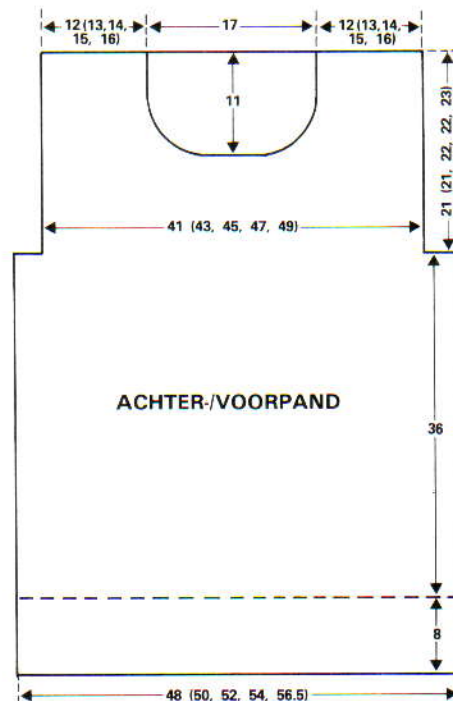 12 (13, 14,
15, 16)
17
12 (13, 14,
15, 16)
11
21 (21, 22, 22, 23)
41 (43, 45, 47, 49)
ACHTER-/VOORPAND
36
8
48 (50, 52, 54, 56.5)